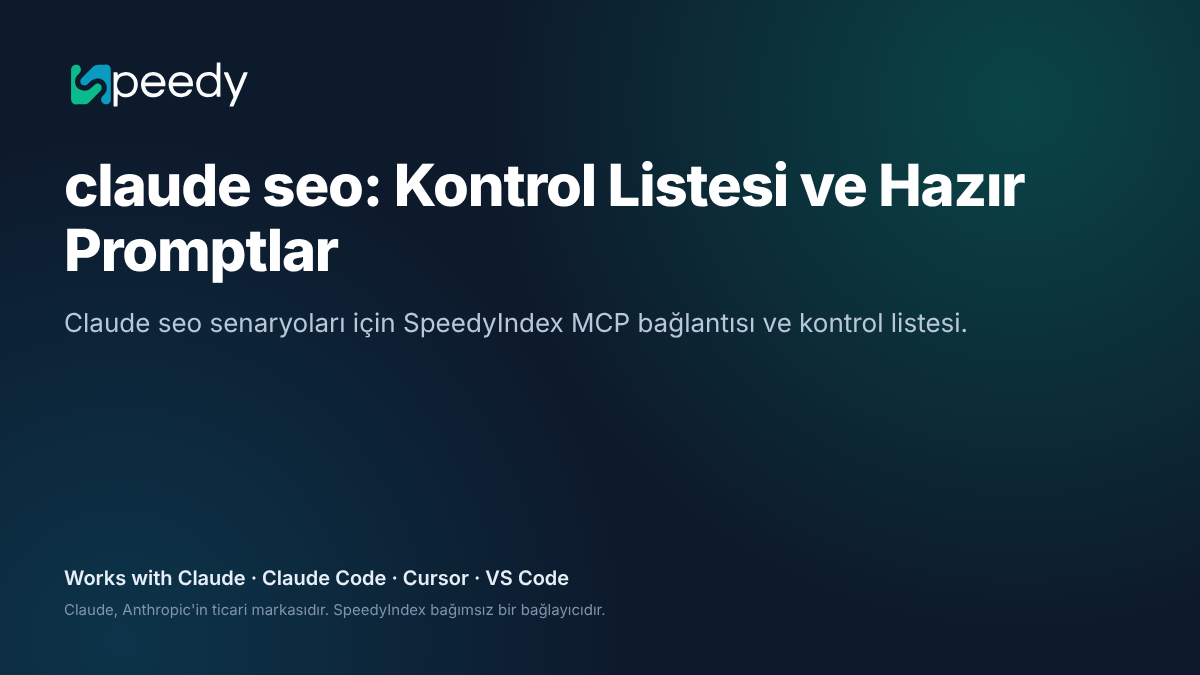 Speedy
claude seo: Kontrol Listesi ve Hazır
Promptlar
Claude seo senaryoları için SpeedyIndex MCP bağlantısı ve kontrol listesi.
Works with Claude · Claude Code · Cursor · VS Code
Claude, Anthropic'in ticari markasıdır. SpeedyIndex bağımsız bir bağlayıcıdır.